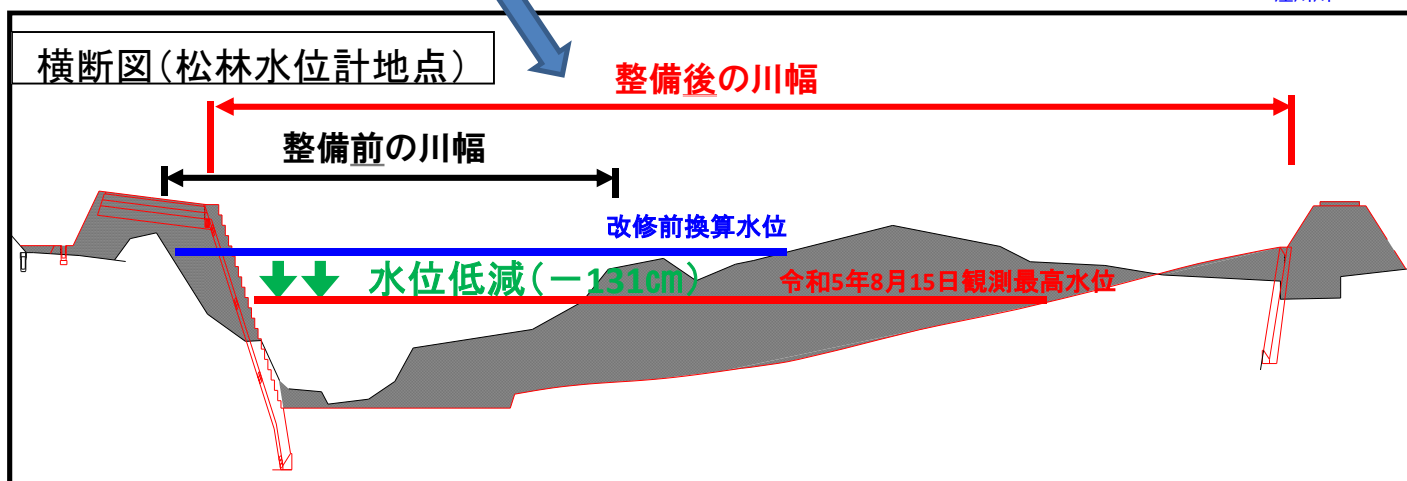 横断図(松林水位計地点)
整備後の川幅
整備前の川幅
改修前換算水位
水位低減(-131㎝)
令和5年8月15日観測最高水位